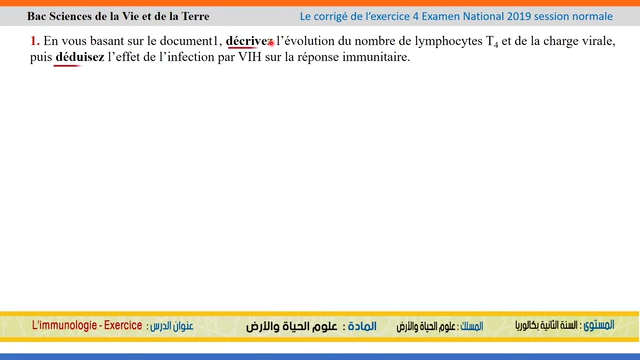 Bac Sciences de la Vie et de la Terre
Le corrigé de l'exercice 4 Examen National 2019 session normale
1. En vous basant sur le document1, décrivez l'évolution du nombre de lymphocytes T4 et de la charge virale,
puis déduisez l'effet de l'infection par VIH sur la réponse immunitaire.
المستوى : السنة الثانية بكالوريا
المسلك : علوم الحياة والأرض
المادة : علوم الحياة والأرض
عنوان الدرس : L'immunologie - Exercice